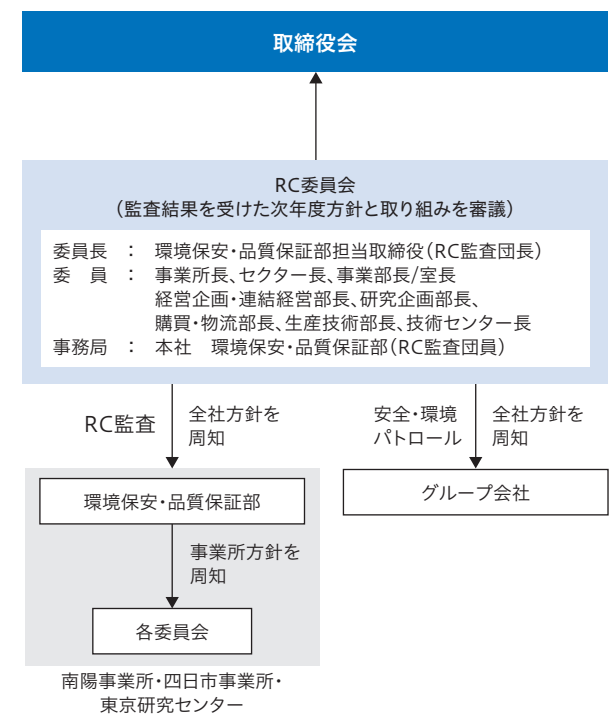 取締役会
RC委員会
(監査結果を受けた次年度方針と取り組みを審議)
委員長 : 環境保安・品質保証部担当取締役(RC監査団長)
委 員 : 事業所長、セクター長、事業部長/室長
経営企画・連結経営部長、研究企画部長、
購買・物流部長、生産技術部長、技術センター長
事務局 : 本社 環境保安・品質保証部(RC監査団員)
RC監査
全社方針を
周知
安全・環境
パトロール
全社方針を
周知
環境保安・品質保証部
グループ会社
事業所方針を
周知
各委員会
南陽事業所・四日市事業所・
東京研究センター